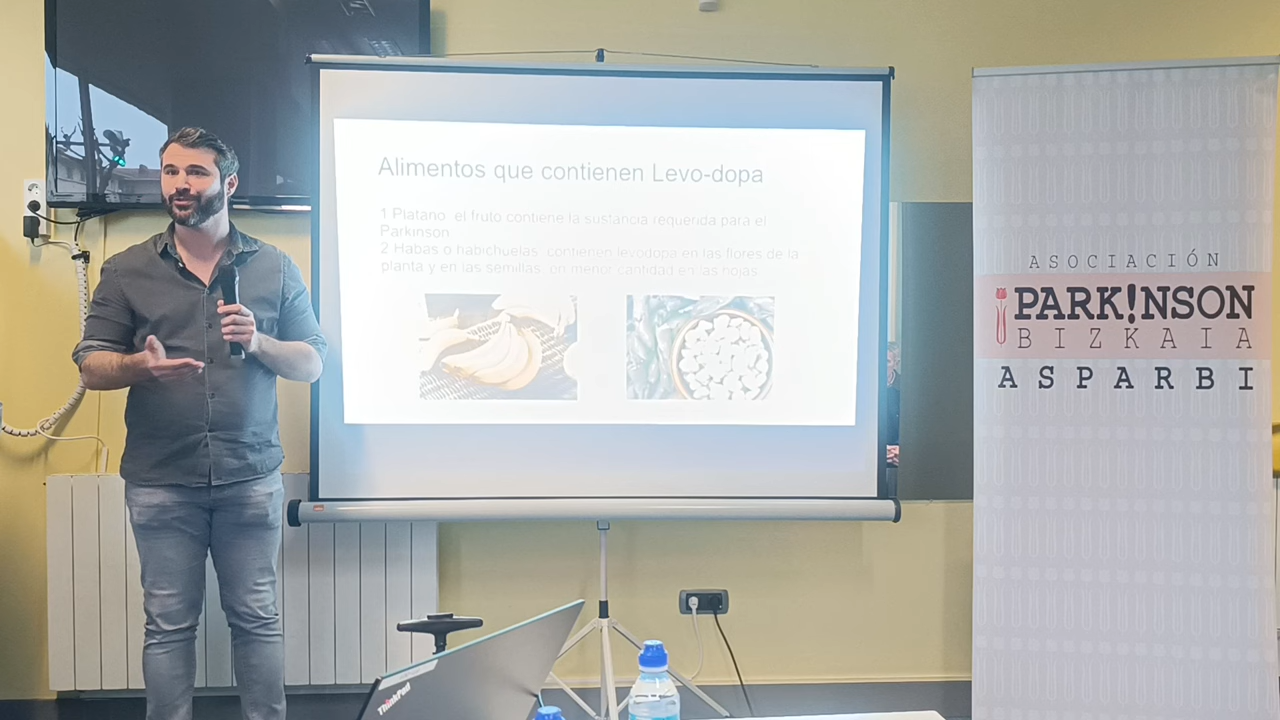 Alimentos que contienen Levo-dopa
1 Platano: el fruto contiene la sustancia requerida para el
Parkinson
2 Habas o habichuelas: contienen levodopa en las flores de la
planta y en las semillas, en menor cantidad en las hojas.
ASOCIACIÓN
PARK!NSON
BIZKAIA
ASPARBI
ThinkPad